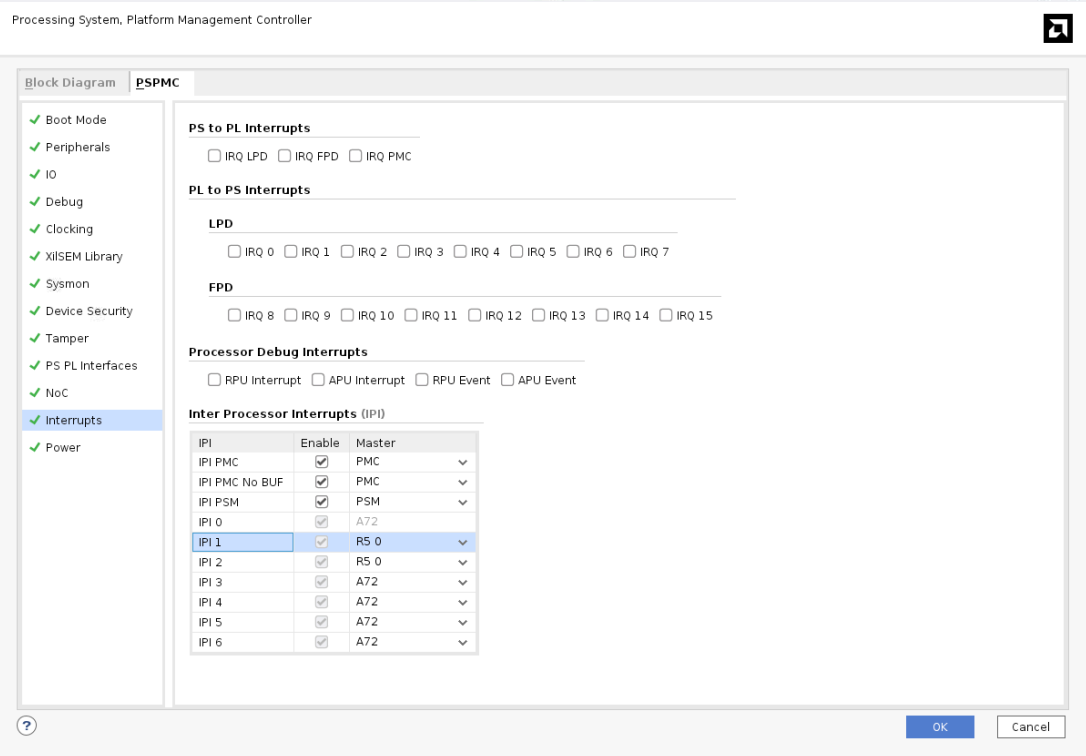 Processing System, Platform Management Controller
Block Diagram PSPMC
Boot Mode
Peripherals
IO
Debug
Clocking
XilSEM Library
Sysmon
Device Security
Tamper
PS PL Interfaces
NoC
Interrupts
Power
PS to PL Interrupts
IRQ LPD IRQ FPD IRQ PMC
PL to PS Interrupts
LPD
IRQ 0 IRQ 1 IRQ 2 IRQ 3 IRQ 4 IRQ 5 IRQ 6 IRQ 7
FPD
IRQ 8 IRQ 9 IRQ 10 IRQ 11 IRQ 12 IRQ 13 IRQ 14 IRQ 15
Processor Debug Interrupts
RPU Interrupt APU Interrupt RPU Event APU Event
Inter Processor Interrupts (IPI)
IPI Enable Master
IPI PMC PMC
IPI PMC No BUF PMC
IPI PSM PSM
IPI 0 A72
IPI 1 R5 0
IPI 2 R5 0
IPI 3 A72
IPI 4 A72
IPI 5 A72
IPI 6 A72
?
OK Cancel